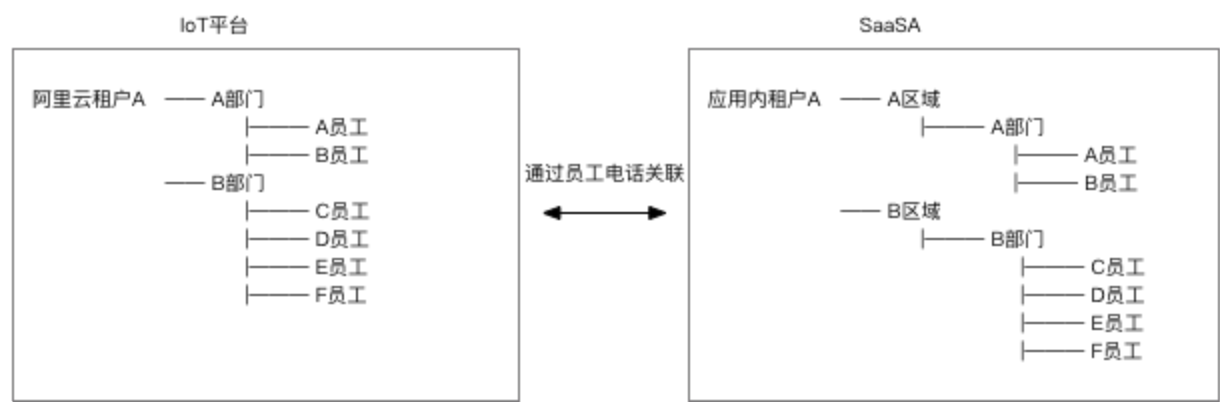 IoT平台
阿里云租户A —— A部门
|—— A员工
|—— B员工
—— B部门
|—— C员工
|—— D员工
|—— E员工
|—— F员工
通过员工电话关联
SaaSA
应用内租户A —— A区域
|—— A部门
|—— A员工
|—— B员工
—— B区域
|—— B部门
|—— C员工
|—— D员工
|—— E员工
|—— F员工